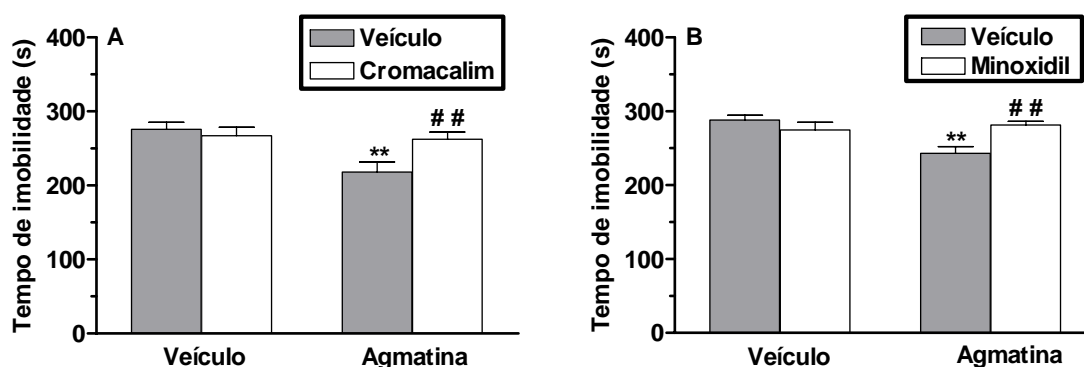 A
Veículo
Cromacalim
Tempo de imobilidade (s)
400
300
200
100
0
**
# #
Veículo
Agmatina
B
Veículo
Minoxidil
Tempo de imobilidade (s)
400
300
200
100
0
**
# #
Veículo
Agmatina